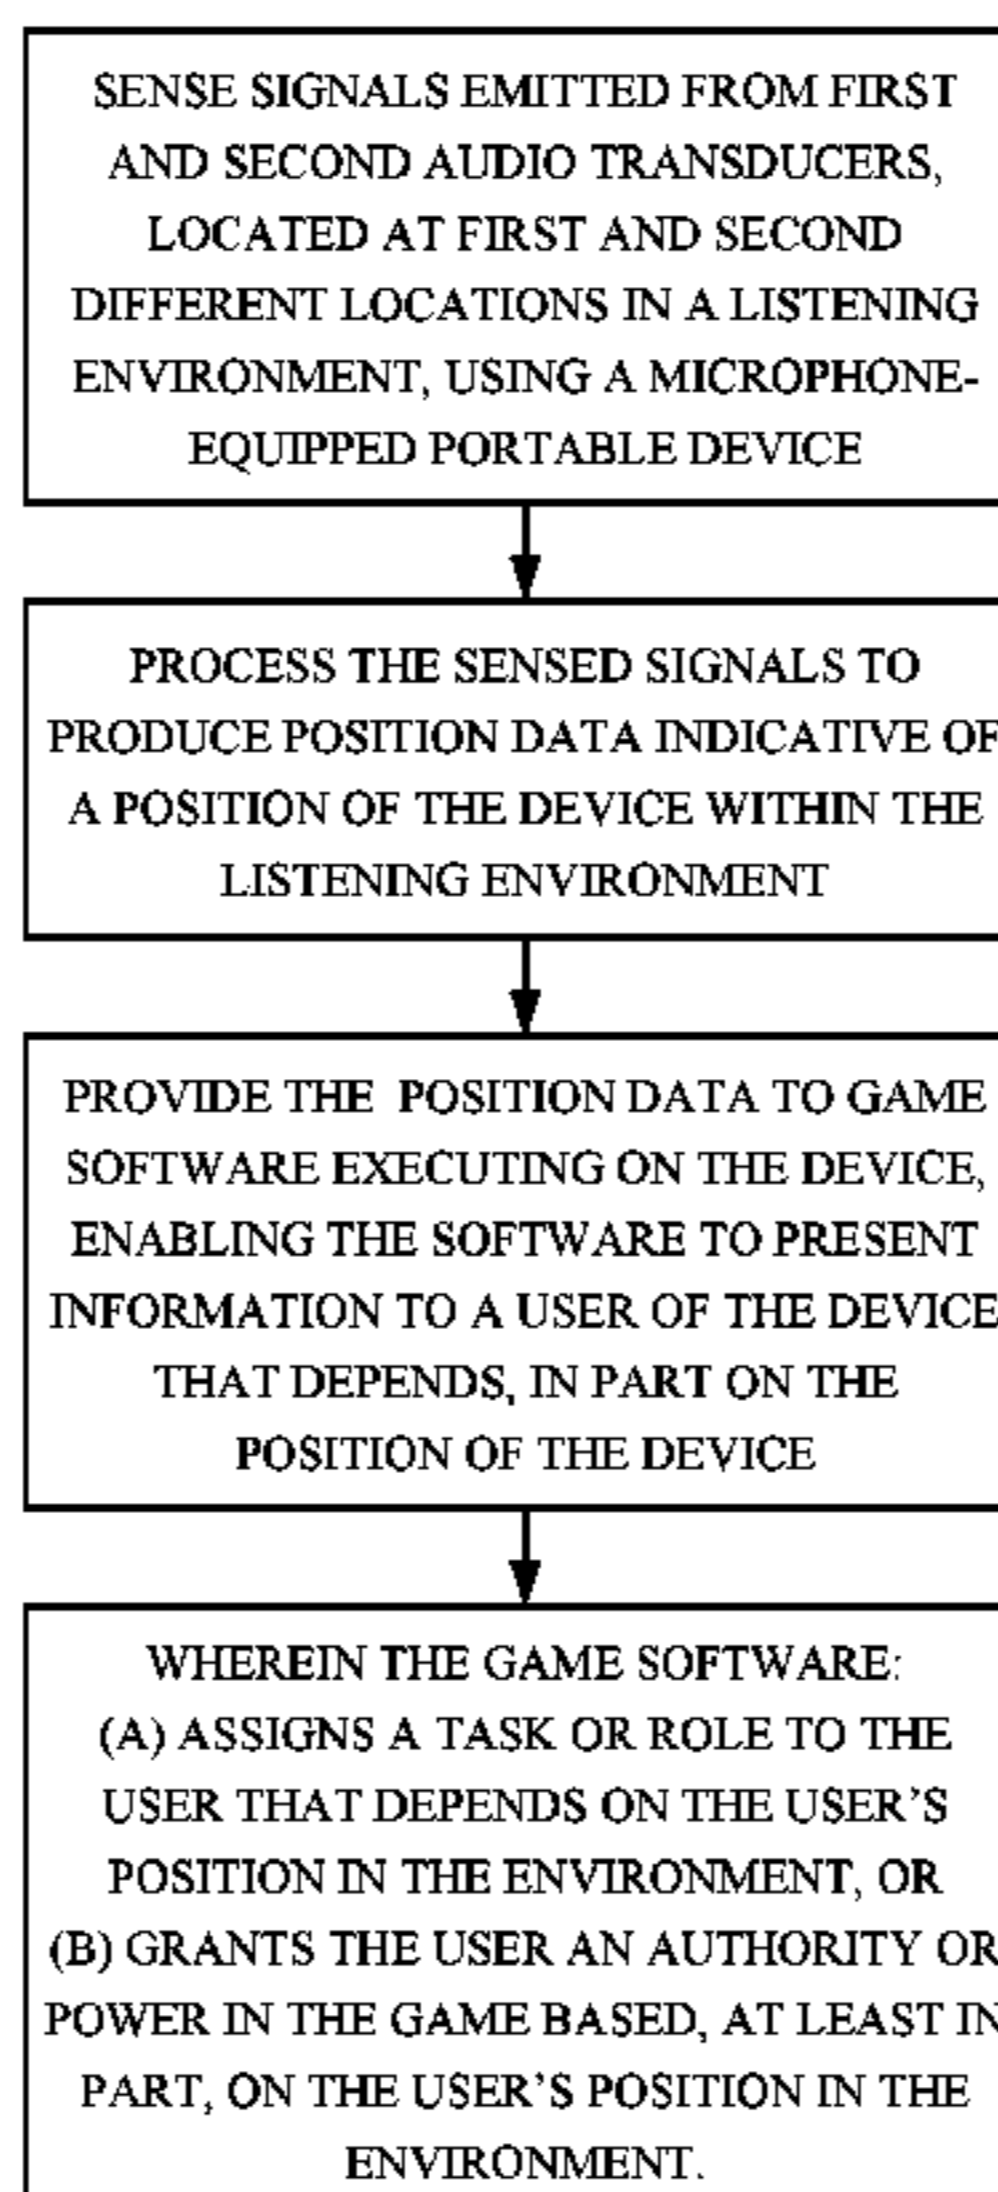 SENSE SIGNALS EMITTED FROM FIRST
AND SECOND AUDIO TRANSDUCERS,
LOCATED AT FIRST AND SECOND
DIFFERENT LOCATIONS IN A LISTENING
ENVIRONMENT, USING A MICROPHONE-
EQUIPPED PORTABLE DEVICE
PROCESS THE SENSED SIGNALS TO
PRODUCE POSITION DATA INDICATIVE OF
A POSITION OF THE DEVICE WITHIN THE
LISTENING ENVIRONMENT
PROVIDE THE POSITION DATA TO GAME
SOFTWARE EXECUTING ON THE DEVICE,
ENABLING THE SOFTWARE TO PRESENT
INFORMATION TO A USER OF THE DEVICE
THAT DEPENDS, IN PART ON THE
POSITION OF THE DEVICE
WHEREIN THE GAME SOFTWARE:
(A) ASSIGNS A TASK OR ROLE TO THE
USER THAT DEPENDS ON THE USER'S
POSITION IN THE ENVIRONMENT, OR
(B) GRANTS THE USER AN AUTHORITY OR
POWER IN THE GAME BASED, AT LEAST IN
PART, ON THE USER'S POSITION IN THE
ENVIRONMENT.